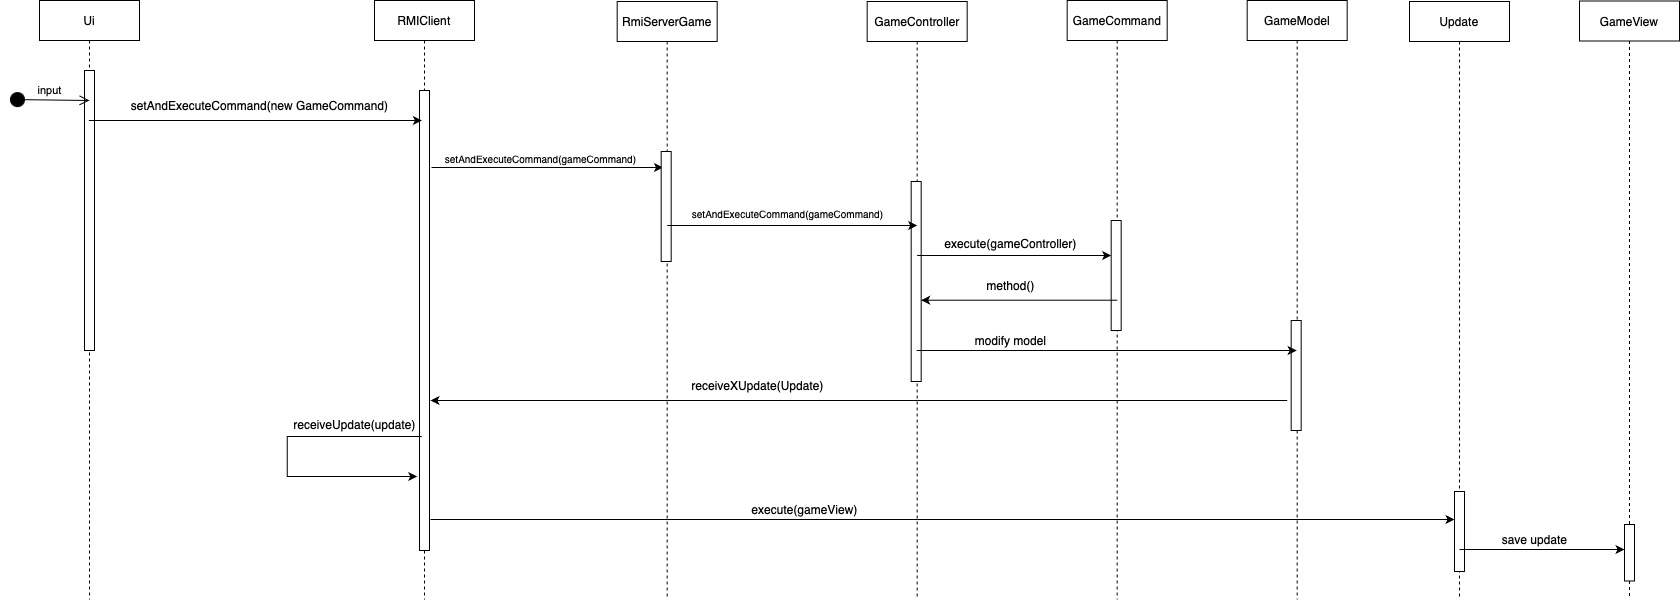 Ui
RMIClient
RmiServerGame
GameController
GameCommand
GameModel
Update
GameView
input
setAndExecuteCommand(new GameCommand)
setAndExecuteCommand(gameCommand)
setAndExecuteCommand(gameCommand)
execute(gameController)
method()
modify model
receiveXUpdate(Update)
receiveUpdate(update)
execute(gameView)
save update